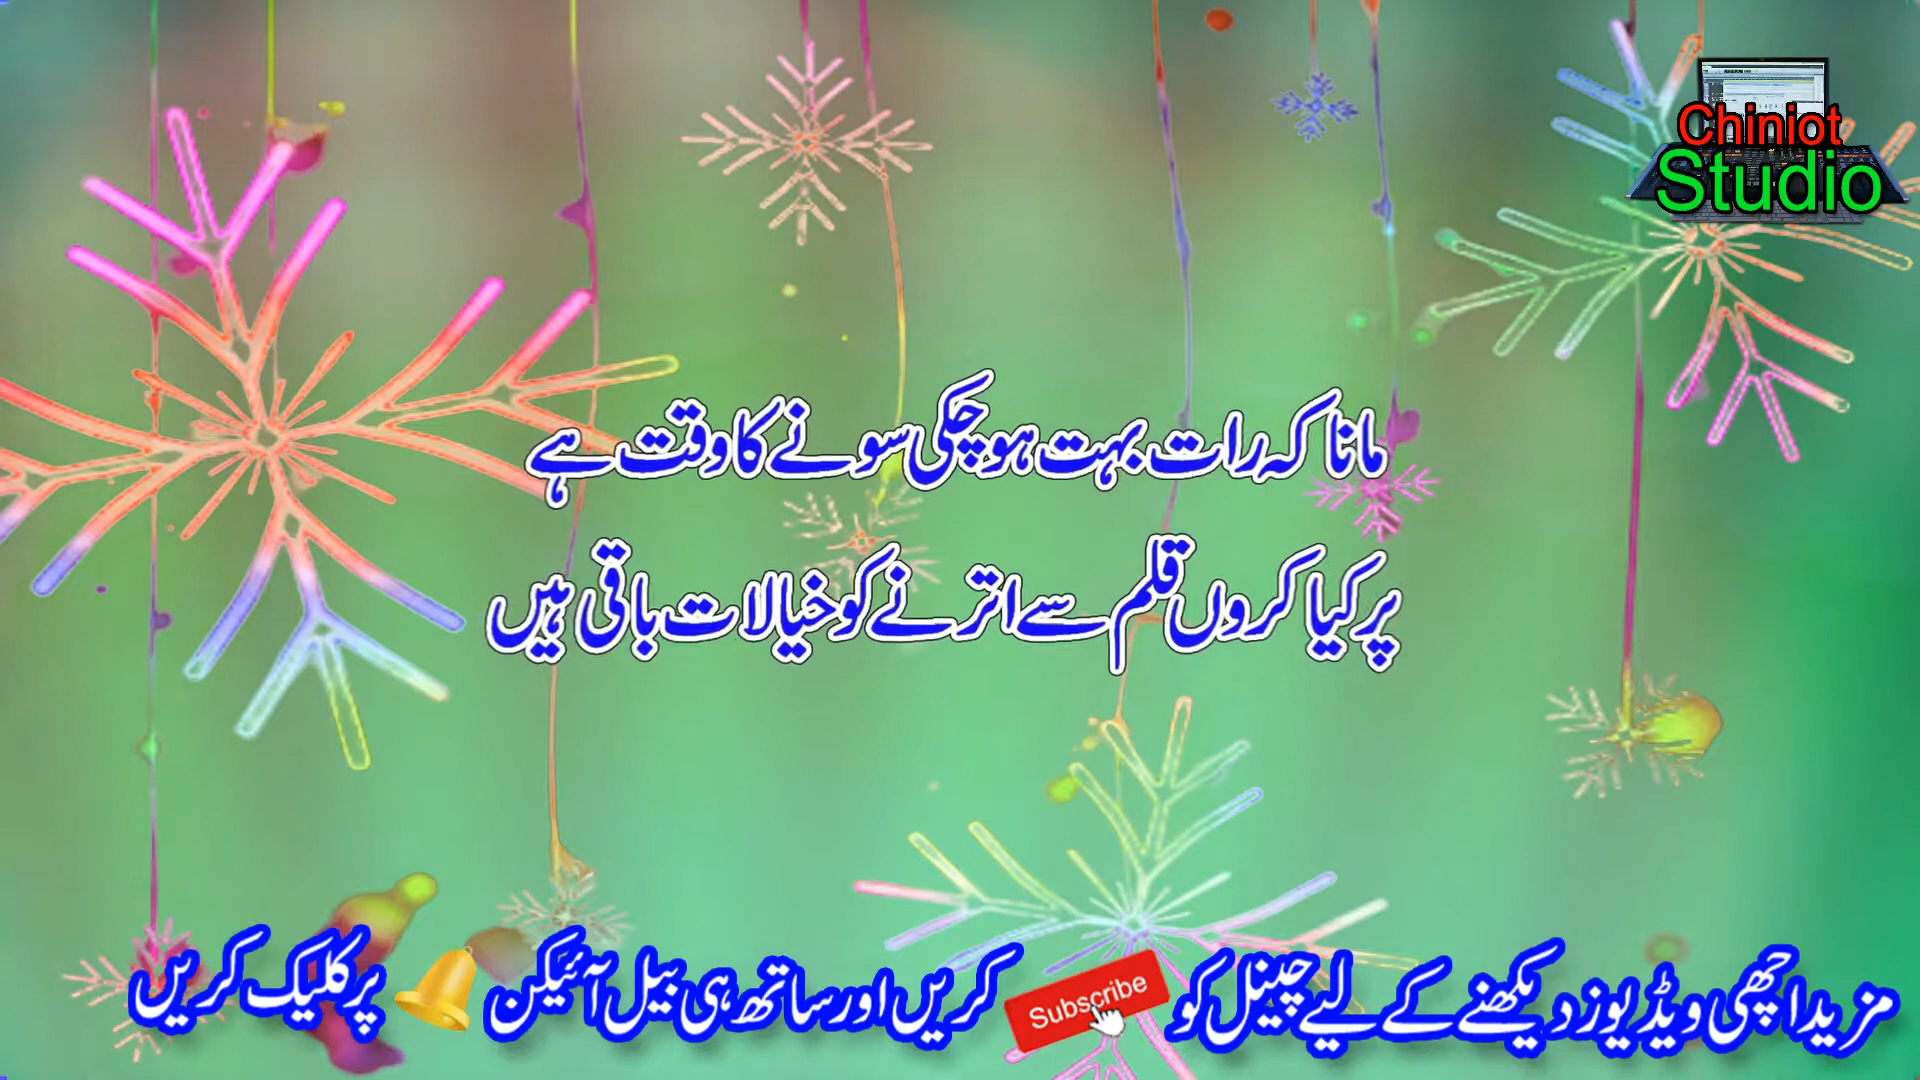 Chiniot
Studio
مانا کہ رات بہت ہو چکی سونے کا وقت ہے
پر کیا کروں قلم سے اترنے کو خیالات باقی ہیں
مزید اچھی ویڈیوز دیکھنے کے لیے چینل کو Subscribe کریں اور ساتھ ہی بیل آئیکن پر کلیک کریں